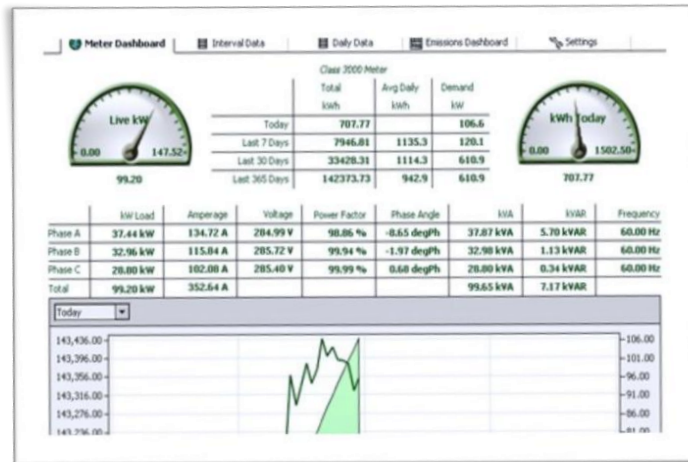 Meter Dashboard Interval Data Daily Data Emissions Dashboard Settings
Class 3000 Meter
Total Avg Daily Demand
kWh kWh kW
Today 707.77 106.6
Last 7 Days 7946.81 1135.3 120.1
Last 30 Days 33428.31 1114.3 610.9
Last 365 Days 142373.73 942.9 610.9
Live kW
0.00 147.52
99.20
kWh Today
0.00 1502.50
707.77
kW Load Amperage Voltage Power Factor Phase Angle kVA kVAR Frequency
Phase A 37.44 kW 134.72 A 284.99 V 98.86 % -8.65 degPh 37.87 kVA 5.70 kVAR 60.00 Hz
Phase B 32.96 kW 115.84 A 285.72 V 99.94 % -1.97 degPh 32.98 kVA 1.13 kVAR 60.00 Hz
Phase C 28.80 kW 102.08 A 285.40 V 99.99 % 0.68 degPh 28.80 kVA 0.34 kVAR 60.00 Hz
Total 99.20 kW 352.64 A 99.65 kVA 7.17 kVAR
Today
143,436.00 106.00
143,396.00 101.00
143,356.00 96.00
143,316.00 91.00
143,276.00 86.00
143,236.00 81.00